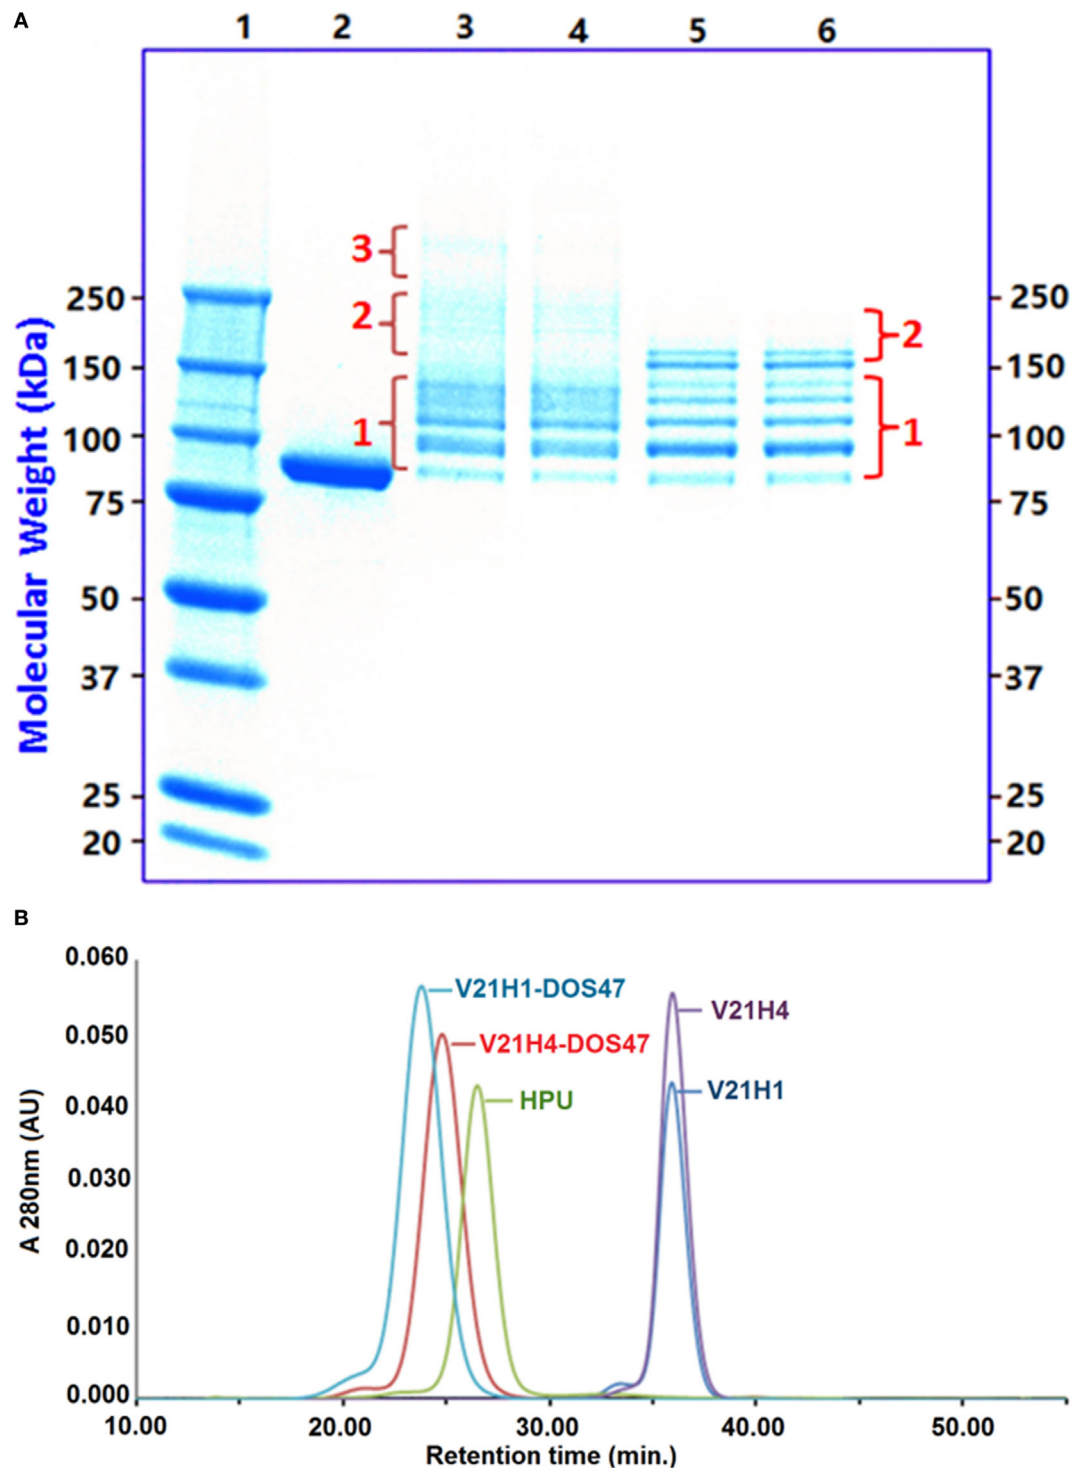 A
1 2 3 4 5 6
Molecular Weight (kDa)
3
250 250
2 2
150 150
1 1
100 100
75 75
50 50
37 37
25 25
20 20
B
0.060
V21H1-DOS47
V21H4
0.050
V21H4-DOS47
V21H1
HPU
0.040
0.030
0.020
0.010
0.000
A 280nm (AU)
10.00 20.00 30.00 40.00 50.00
Retention time (min.)